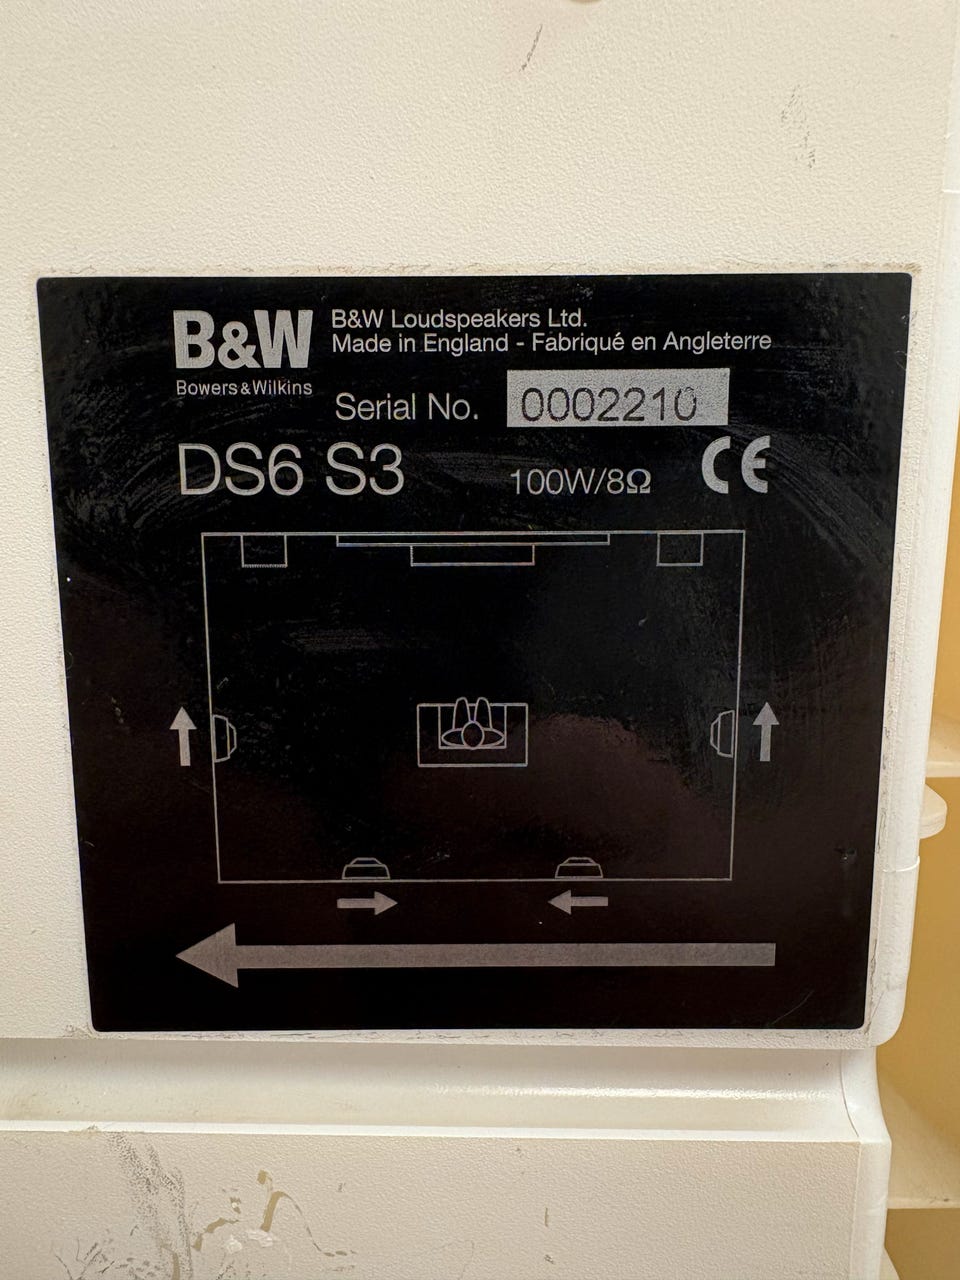 B&W
Bowers&Wilkins
B&W Loudspeakers Ltd.
Made in England - Fabriqué en Angleterre
Serial No. 0002210
DS6 S3 100W/8Ω CE